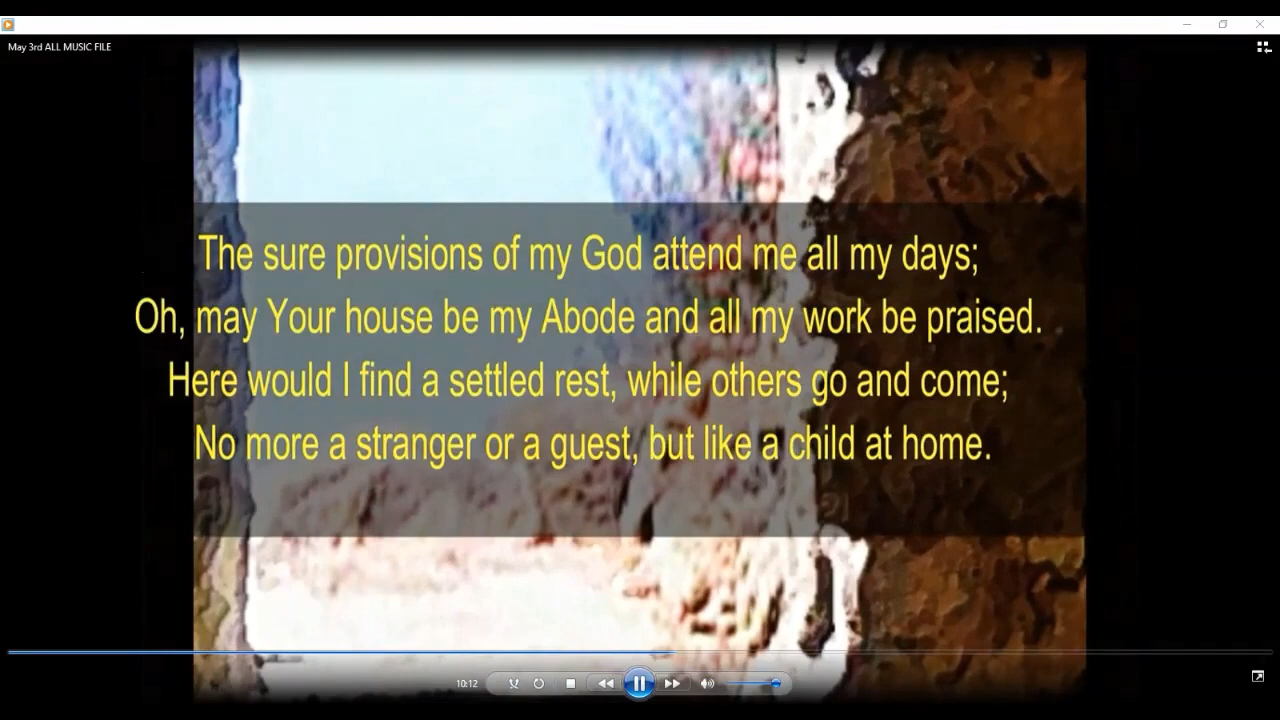 May 3rd ALL MUSIC FILE
The sure provisions of my God attend me all my days;
Oh, may Your house be my Abode and all my work be praised.
Here would I find a settled rest, while others go and come;
No more a stranger or a guest, but like a child at home.
10:12